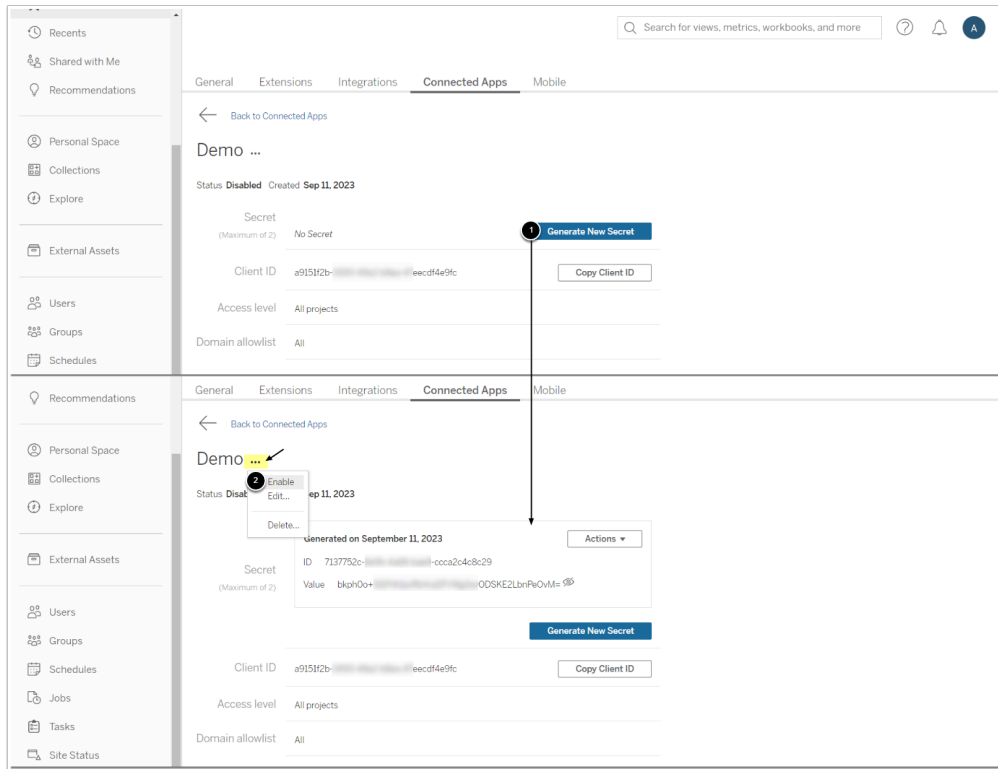 Search for views, metrics, workbooks, and more
A
Recents
Shared with Me
Recommendations
Personal Space
Collections
Explore
External Assets
Users
Groups
Schedules
General Extensions Integrations Connected Apps Mobile
Back to Connected Apps
Demo ...
Status Disabled Created Sep 11, 2023
Secret
(Maximum of 2)
No Secret
1
Generate New Secret
Client ID a9151f2b- eecdf4e9fc Copy Client ID
Access level All projects
Domain allowlist All
Recommendations
Personal Space
Collections
Explore
External Assets
Users
Groups
Schedules
Jobs
Tasks
Site Status
General Extensions Integrations Connected Apps Mobile
Back to Connected Apps
Demo ...
2 Enable
Edit...
Delete...
Status ep 11, 2023
Secret
(Maximum of 2)
Generated on September 11, 2023 Actions
ID 7137752c- -ccca2c4c8c29
Value bkph0o+ ODSKE2LbnPeOvM=
Generate New Secret
Client ID a9151f2b- eecdf4e9fc Copy Client ID
Access level All projects
Domain allowlist All